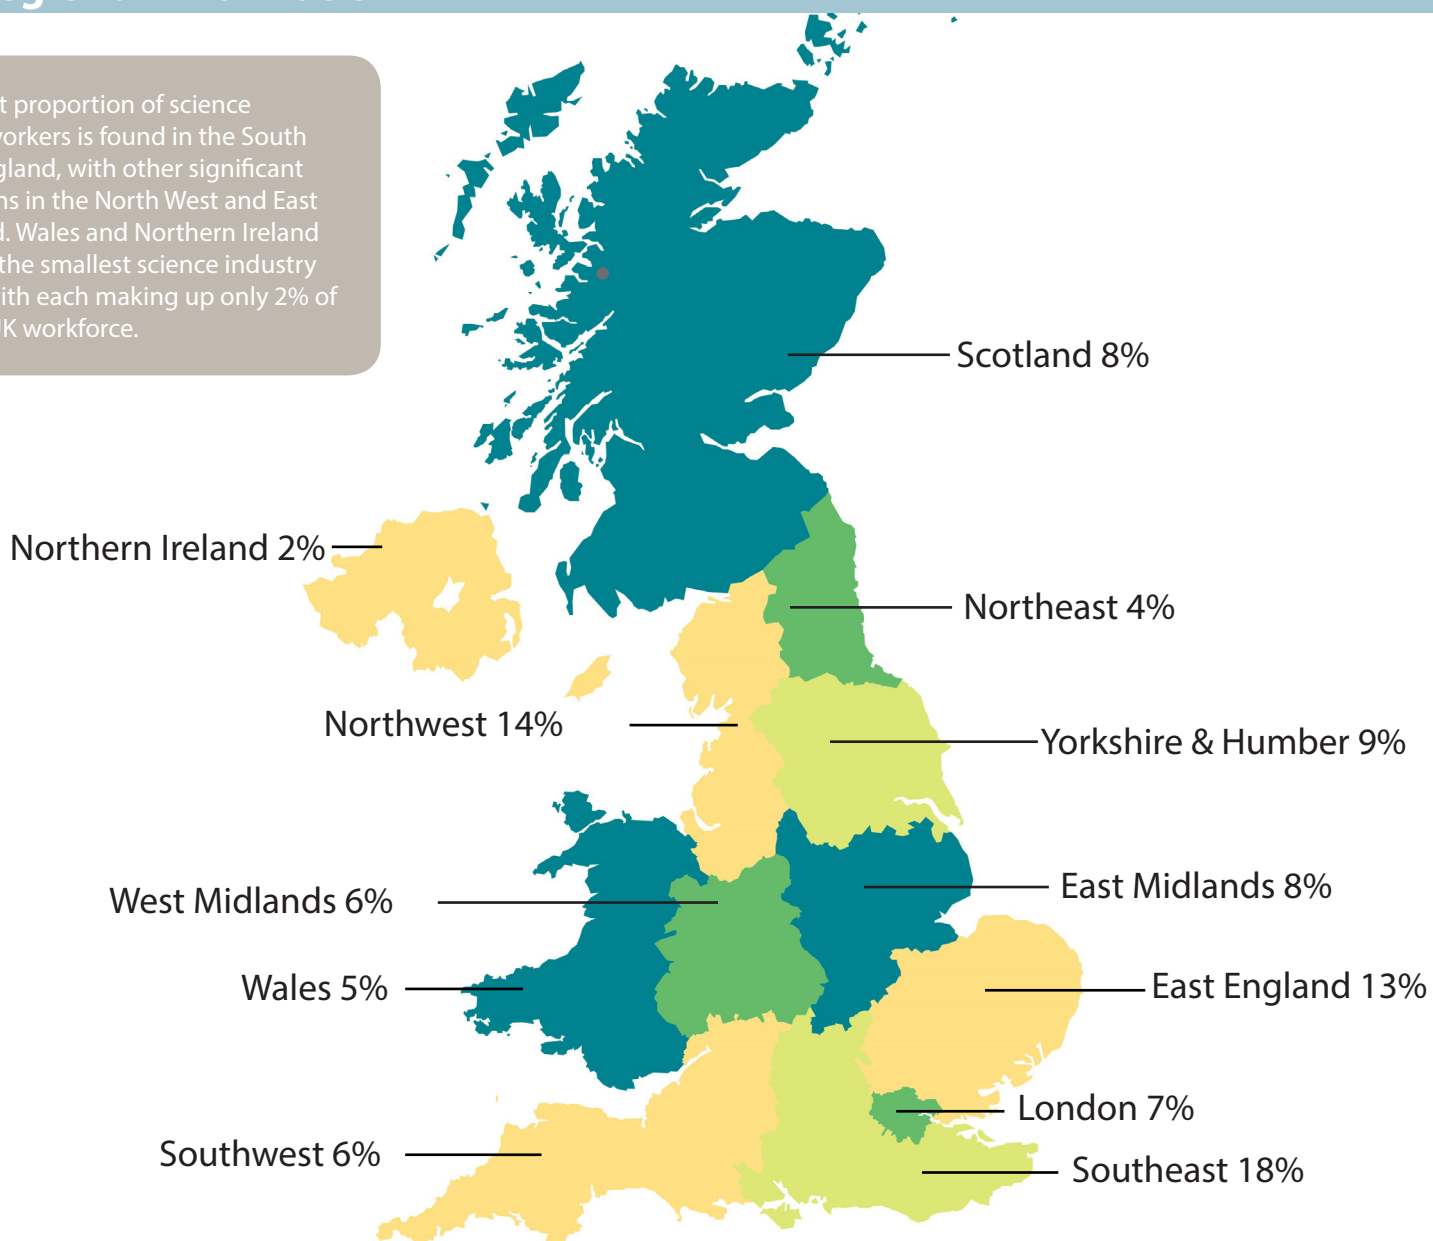 t proportion of science
workers is found in the South
gland, with other significant
ns in the North West and East
d. Wales and Northern Ireland
the smallest science industry
ith each making up only 2% of
UK workforce.
Scotland 8%
Northern Ireland 2%
Northeast 4%
Northwest 14%
Yorkshire & Humber 9%
East Midlands 8%
West Midlands 6%
Wales 5%
East England 13%
London 7%
Southwest 6%
Southeast 18%